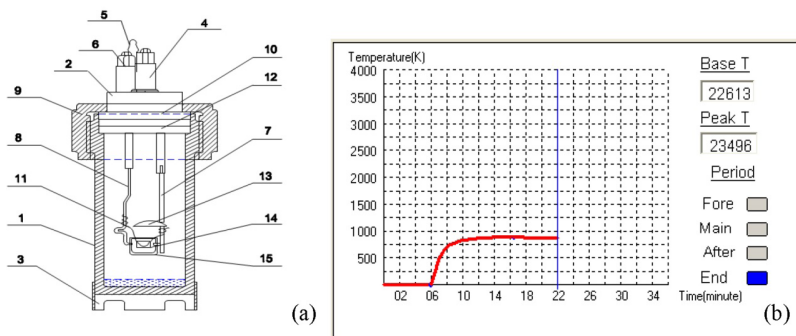 5
6
4
2
10
12
9
8
7
11
13
1
14
15
3
(a)
Temperature(K)
4000
3500
3000
2500
2000
1500
1000
500
02 06 10 14 18 22 26 30 34
Time(minute)
Base T
22613
Peak T
23496
Period
Fore
Main
After
End
(b)